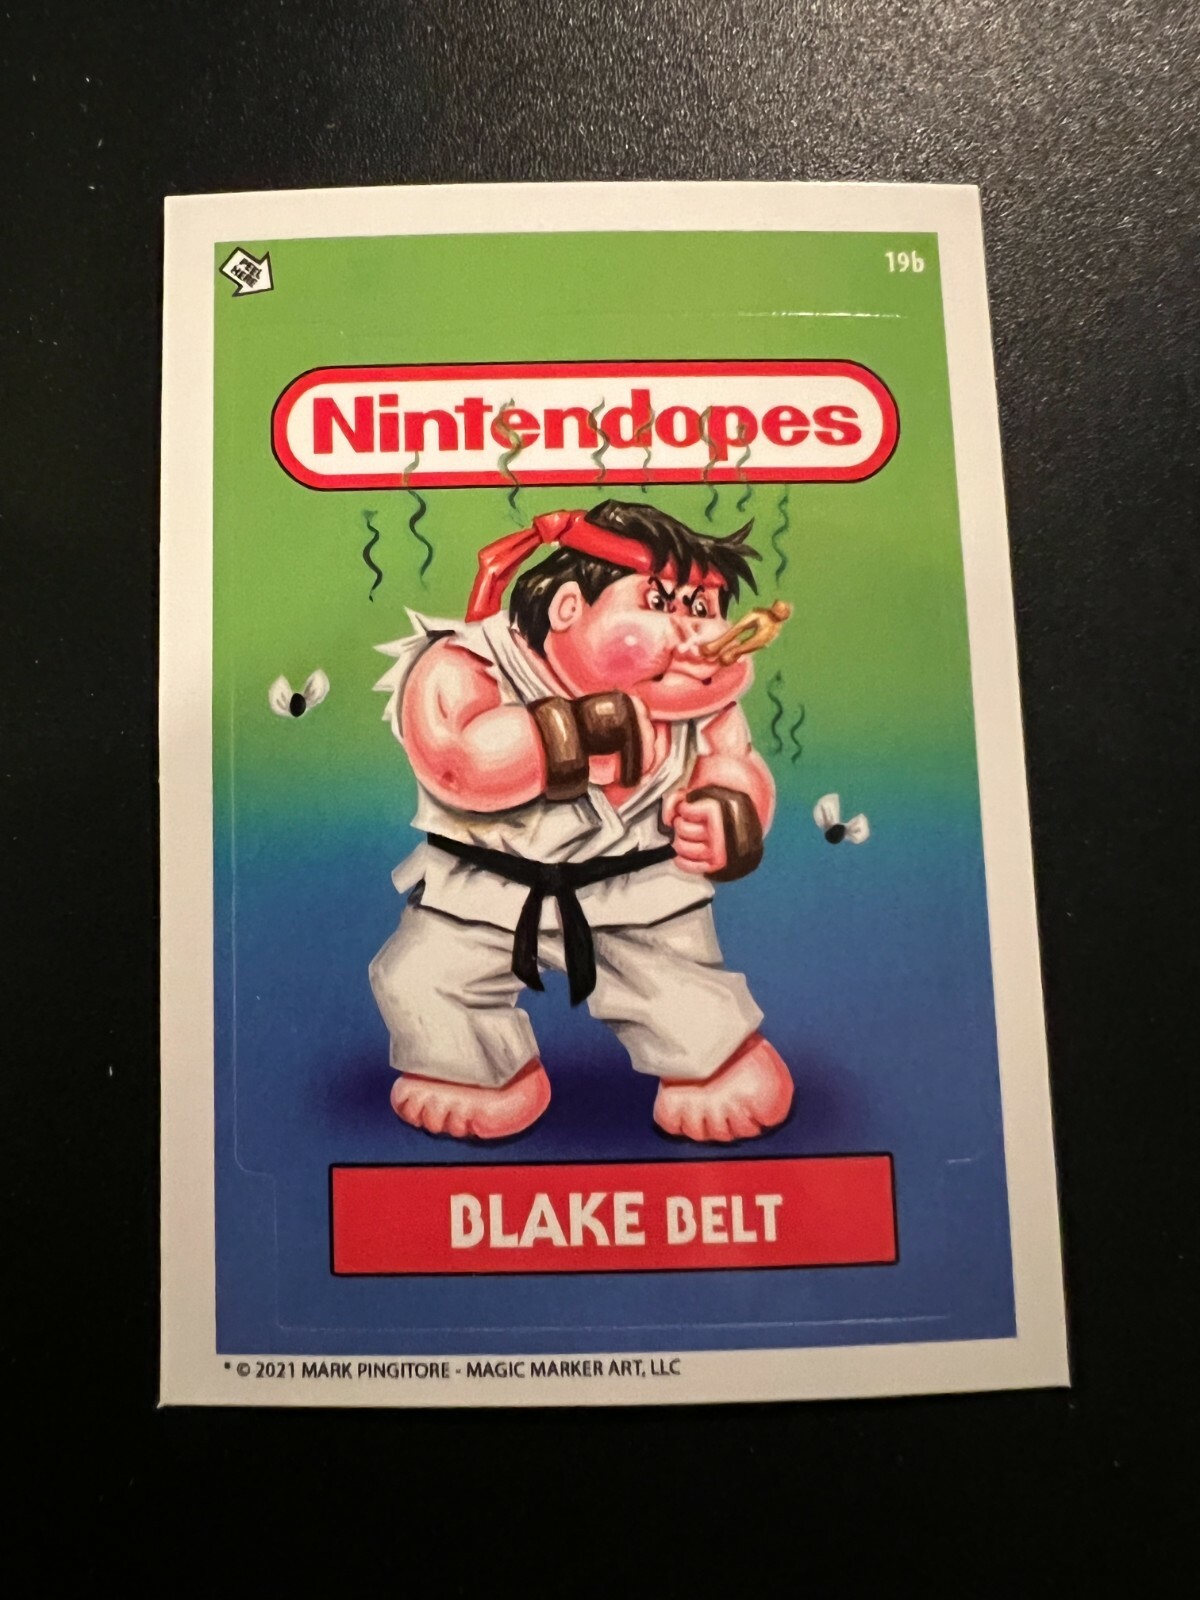 PEEL
HERE
19b
Nintendopes
BLAKE BELT
* © 2021 MARK PINGITORE - MAGIC MARKER ART, LLC